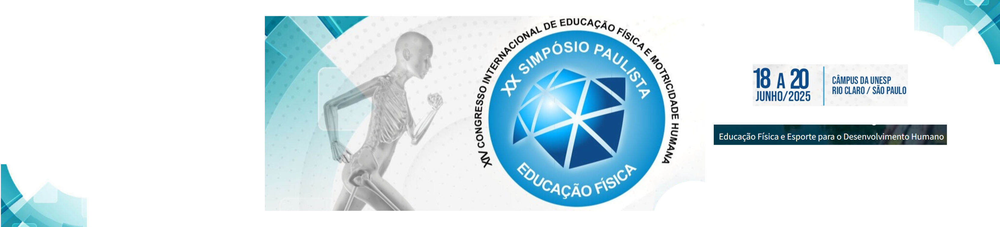 XIV CONGRESSO INTERNACIONAL DE EDUCAÇÃO FÍSICA E MOTRICIDADE HUMANA
XX SIMPÓSIO PAULISTA
EDUCAÇÃO FÍSICA
18 A 20
JUNHO/2025
CÂMPUS DA UNESP
RIO CLARO / SÃO PAULO
Educação Física e Esporte para o Desenvolvimento Humano